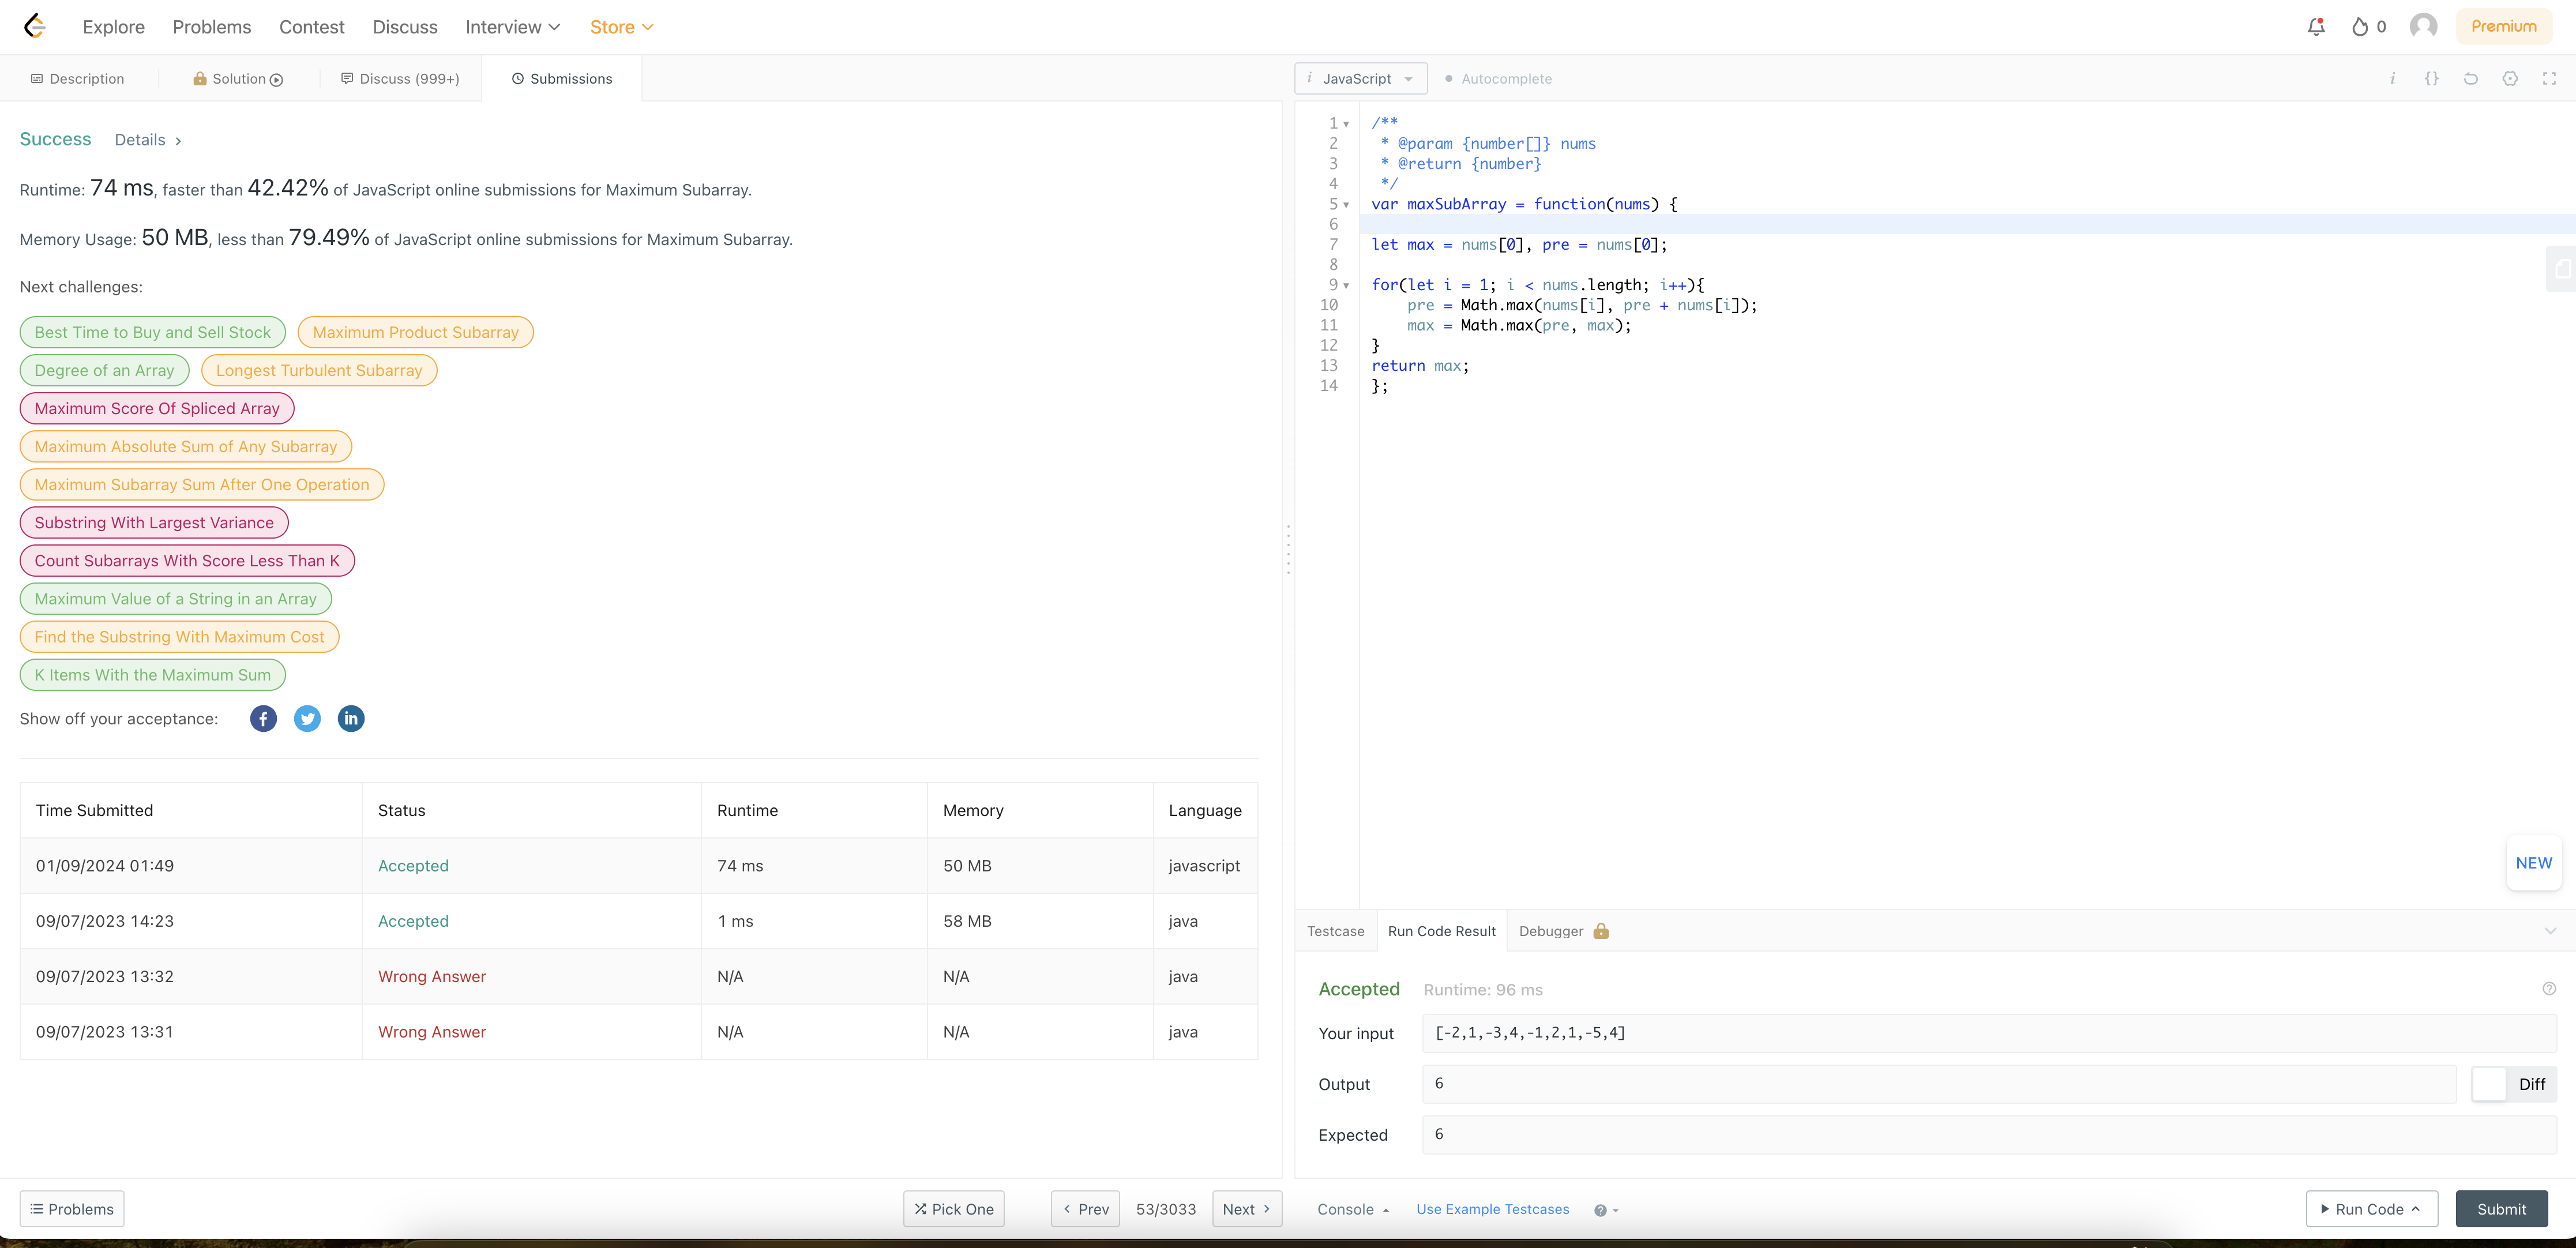 Explore Problems Contest Discuss Interview Store 0 Premium
Description Solution Discuss (999+) Submissions
Success Details
Runtime: 74 ms, faster than 42.42% of JavaScript online submissions for Maximum Subarray.
Memory Usage: 50 MB, less than 79.49% of JavaScript online submissions for Maximum Subarray.
Next challenges:
Best Time to Buy and Sell Stock Maximum Product Subarray
Degree of an Array Longest Turbulent Subarray
Maximum Score Of Spliced Array
Maximum Absolute Sum of Any Subarray
Maximum Subarray Sum After One Operation
Substring With Largest Variance
Count Subarrays With Score Less Than K
Maximum Value of a String in an Array
Find the Substring With Maximum Cost
K Items With the Maximum Sum
Show off your acceptance: f in
Time Submitted Status Runtime Memory Language
01/09/2024 01:49 Accepted 74 ms 50 MB javascript
09/07/2023 14:23 Accepted 1 ms 58 MB java
09/07/2023 13:32 Wrong Answer N/A N/A java
09/07/2023 13:31 Wrong Answer N/A N/A java
Problems Pick One Prev 53/3033 Next
i JavaScript Autocomplete i {}
1 /**
2 * @param {number[]} nums
3 * @return {number}
4 */
5 var maxSubArray = function(nums) {
6
7 let max = nums[0], pre = nums[0];
8
9 for(let i = 1; i < nums.length; i++){
10 pre = Math.max(nums[i], pre + nums[i]);
11 max = Math.max(pre, max);
12 }
13 return max;
14 };
NEW
Testcase Run Code Result Debugger
Accepted Runtime: 96 ms ?
Your input [-2,1,-3,4,-1,2,1,-5,4]
Output 6 Diff
Expected 6
Console Use Example Testcases ? Run Code Submit